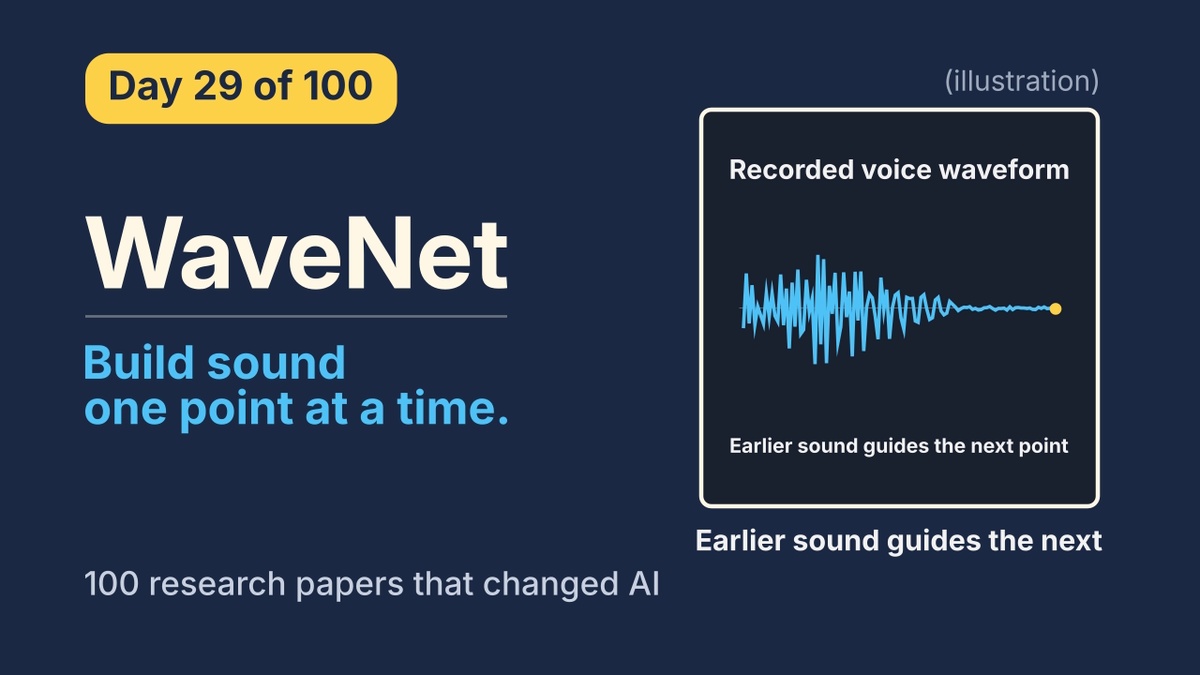 Day 29 of 100
WaveNet
Build sound
one point at a time.
100 research papers that changed AI
(illustration)
Recorded voice waveform
Earlier sound guides the next point
Earlier sound guides the next